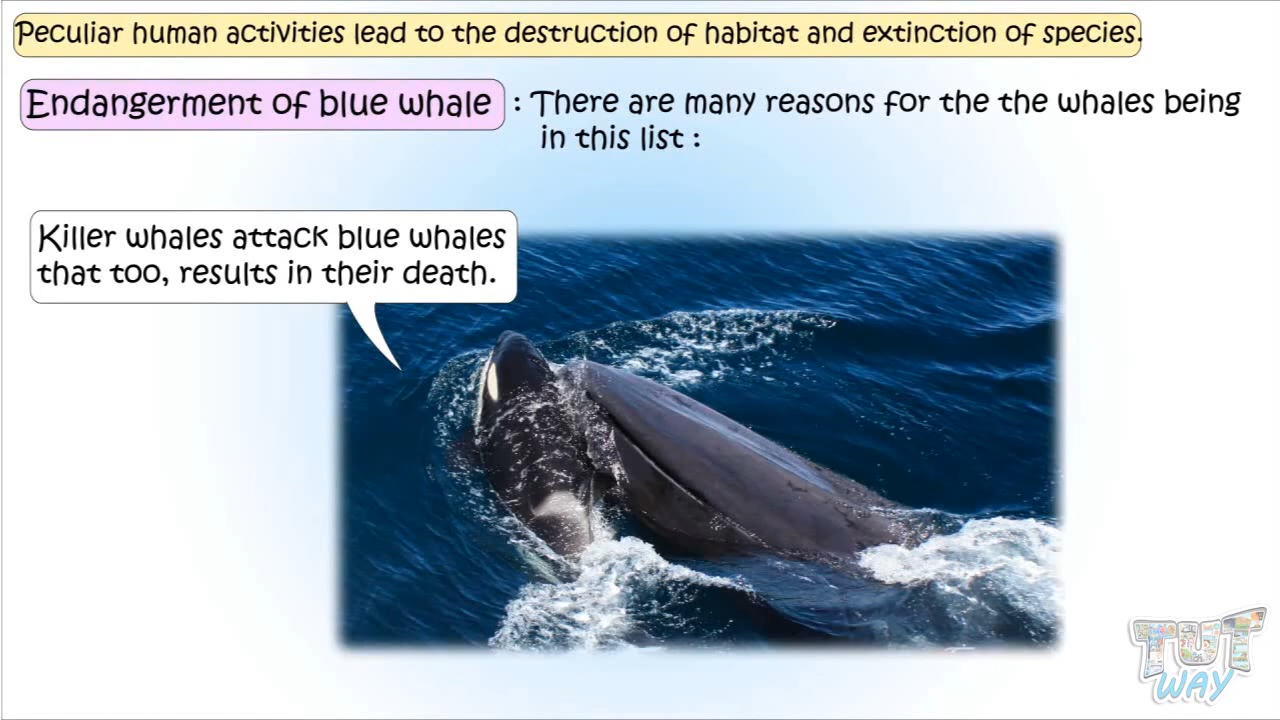 Peculiar human activities lead to the destruction of habitat and extinction of species.
Endangerment of blue whale : There are many reasons for the the whales being
in this list :
Killer whales attack blue whales
that too, results in their death.
TUT
WAY